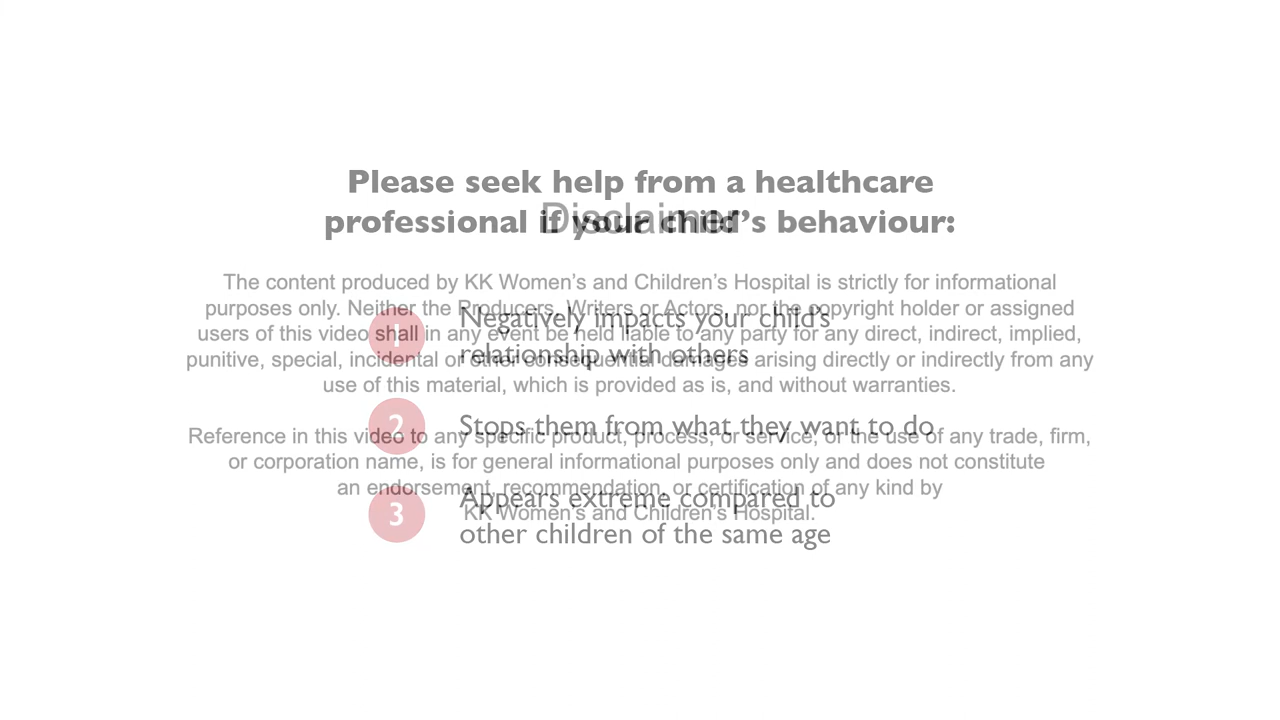 Please seek help from a healthcare
professional if your child's behaviour:
1
Negatively impacts your child's
relationship with others
2
Stops them from what they want to do
3
Appears extreme compared to
other children of the same age
Disclaimer
The content produced by KK Women's and Children's Hospital is strictly for informational
purposes only. Neither the Producers, Writers or Actors, nor the copyright holder or assigned
users of this video shall in any event be held liable to any party for any direct, indirect, implied,
punitive, special, incidental or other consequential damages arising directly or indirectly from any
use of this material, which is provided as is, and without warranties.
Reference in this video to any specific product, process, or service, or the use of any trade, firm,
or corporation name, is for general informational purposes only and does not constitute
an endorsement, recommendation, or certification of any kind by
KK Women's and Children's Hospital.